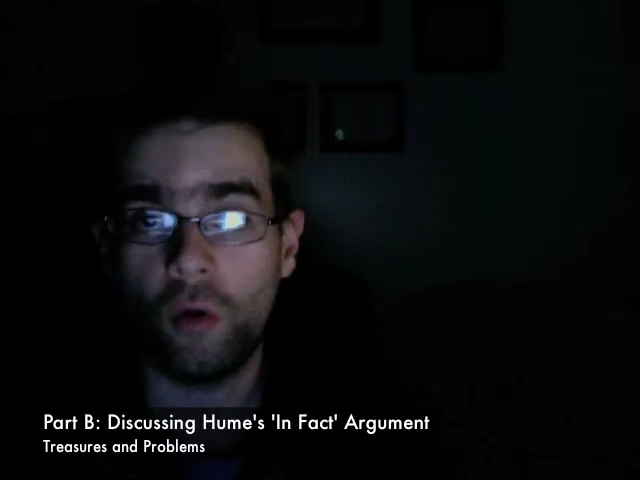 Part B: Discussing Hume's 'In Fact' Argument
Treasures and Problems